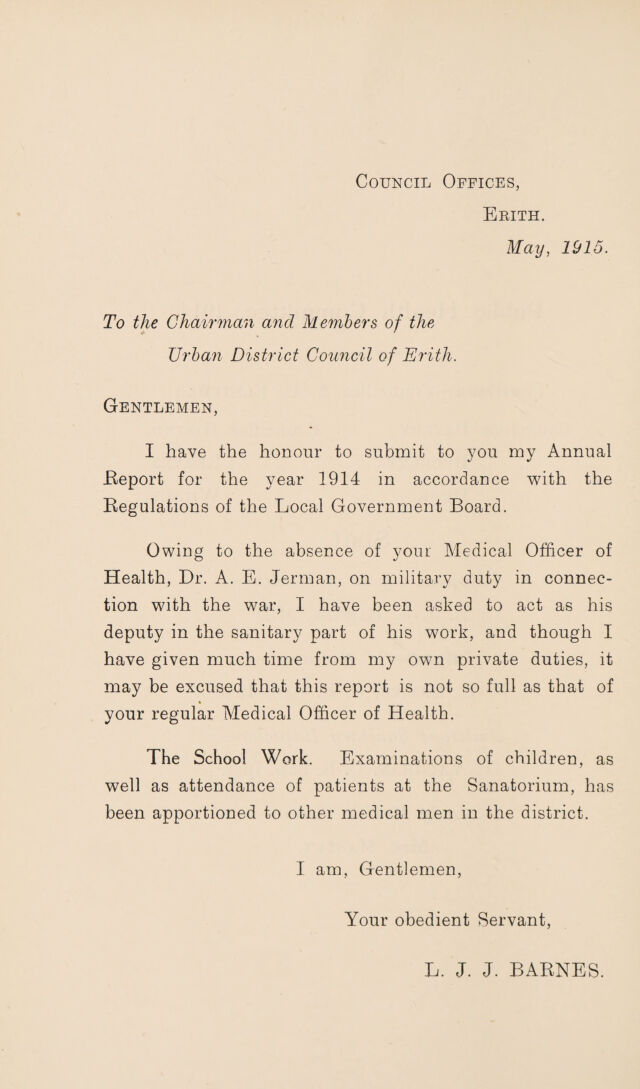 Council Offices,
Erith.
May, 1915.
To the Chairman and Members of the
Urban District Council of Erith.
Gentlemen,
I have the honour to submit to you my Annual
Report for the year 1914 in accordance with the
Regulations of the Local Government Board.
Owing to the absence of your Medical Officer of
Health, Dr. A. E. Jerman, on military duty in connec-
tion with the war, I have been asked to act as his
deputy in the sanitary part of his work, and though I
have given much time from my own private duties, it
may be excused that this report is not so full as that of
your regular Medical Officer of Health.
The School Work. Examinations of children, as
well as attendance of patients at the Sanatorium, has
been apportioned to other medical men in the district.
I am, Gentlemen,
Your obedient Servant,
L. J. J. BARNES.